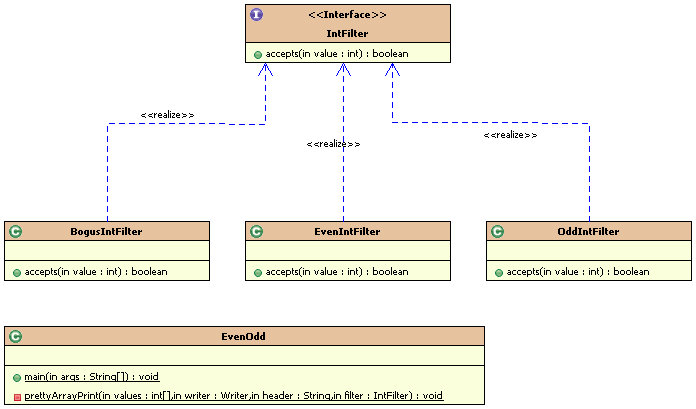 <<Interface>>
IntFilter
accepts(in value : int) : boolean
<<realize>>
<<realize>>
<<realize>>
BogusIntFilter
EvenIntFilter
OddIntFilter
accepts(in value : int) : boolean
accepts(in value : int) : boolean
accepts(in value : int) : boolean
EvenOdd
main(in args : String[]) : void
prettyArrayPrint(in values : int[],in writer : Writer,in header : String,in filter : IntFilter) : void